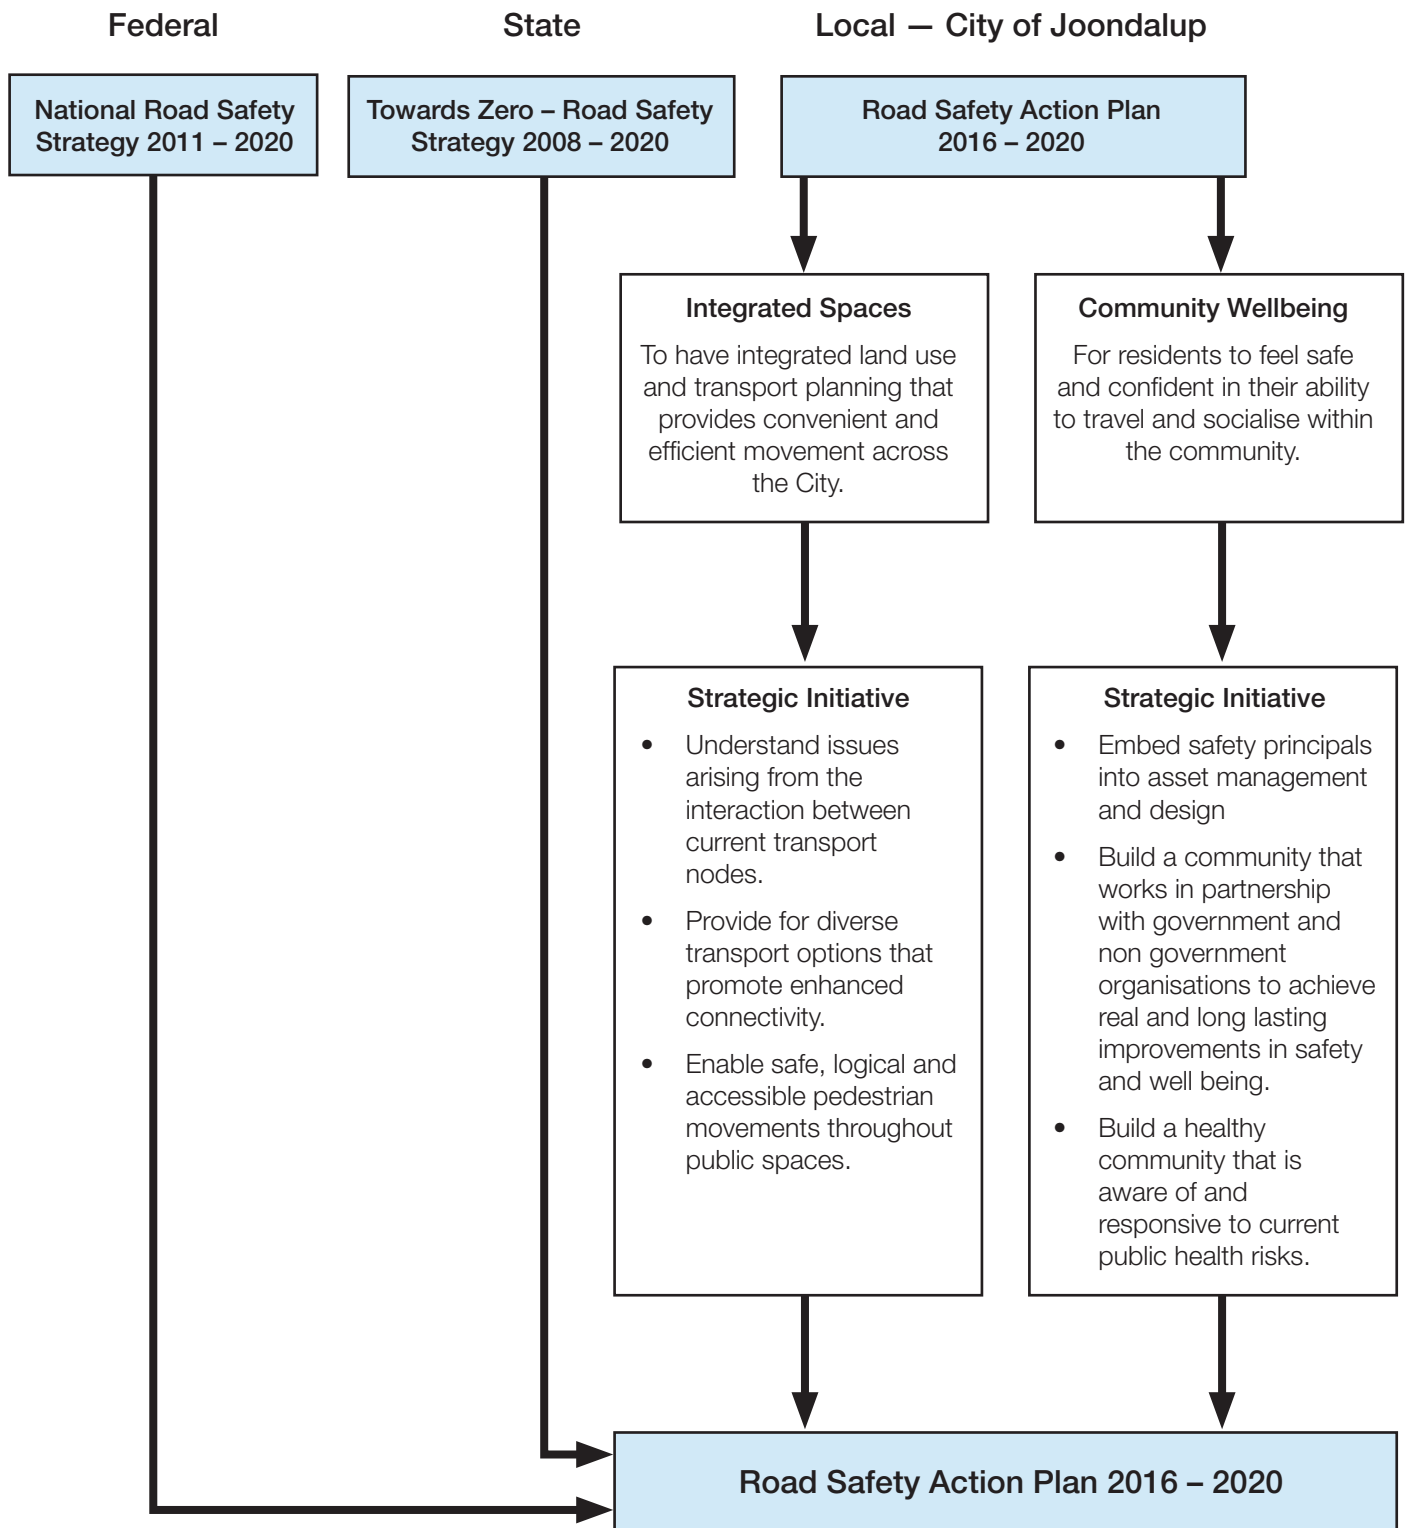 Federal
State
Local — City of Joondalup
National Road Safety
Strategy 2011 – 2020
Towards Zero – Road Safety
Strategy 2008 – 2020
Road Safety Action Plan
2016 – 2020
Integrated Spaces
To have integrated land use
and transport planning that
provides convenient and
efficient movement across
the City.
Community Wellbeing
For residents to feel safe
and confident in their ability
to travel and socialise within
the community.
Strategic Initiative
• Understand issues
arising from the
interaction between
current transport
nodes.
• Provide for diverse
transport options that
promote enhanced
connectivity.
• Enable safe, logical and
accessible pedestrian
movements throughout
public spaces.
Strategic Initiative
• Embed safety principals
into asset management
and design
• Build a community that
works in partnership
with government and
non government
organisations to achieve
real and long lasting
improvements in safety
and well being.
• Build a healthy
community that is
aware of and
responsive to current
public health risks.
Road Safety Action Plan 2016 – 2020